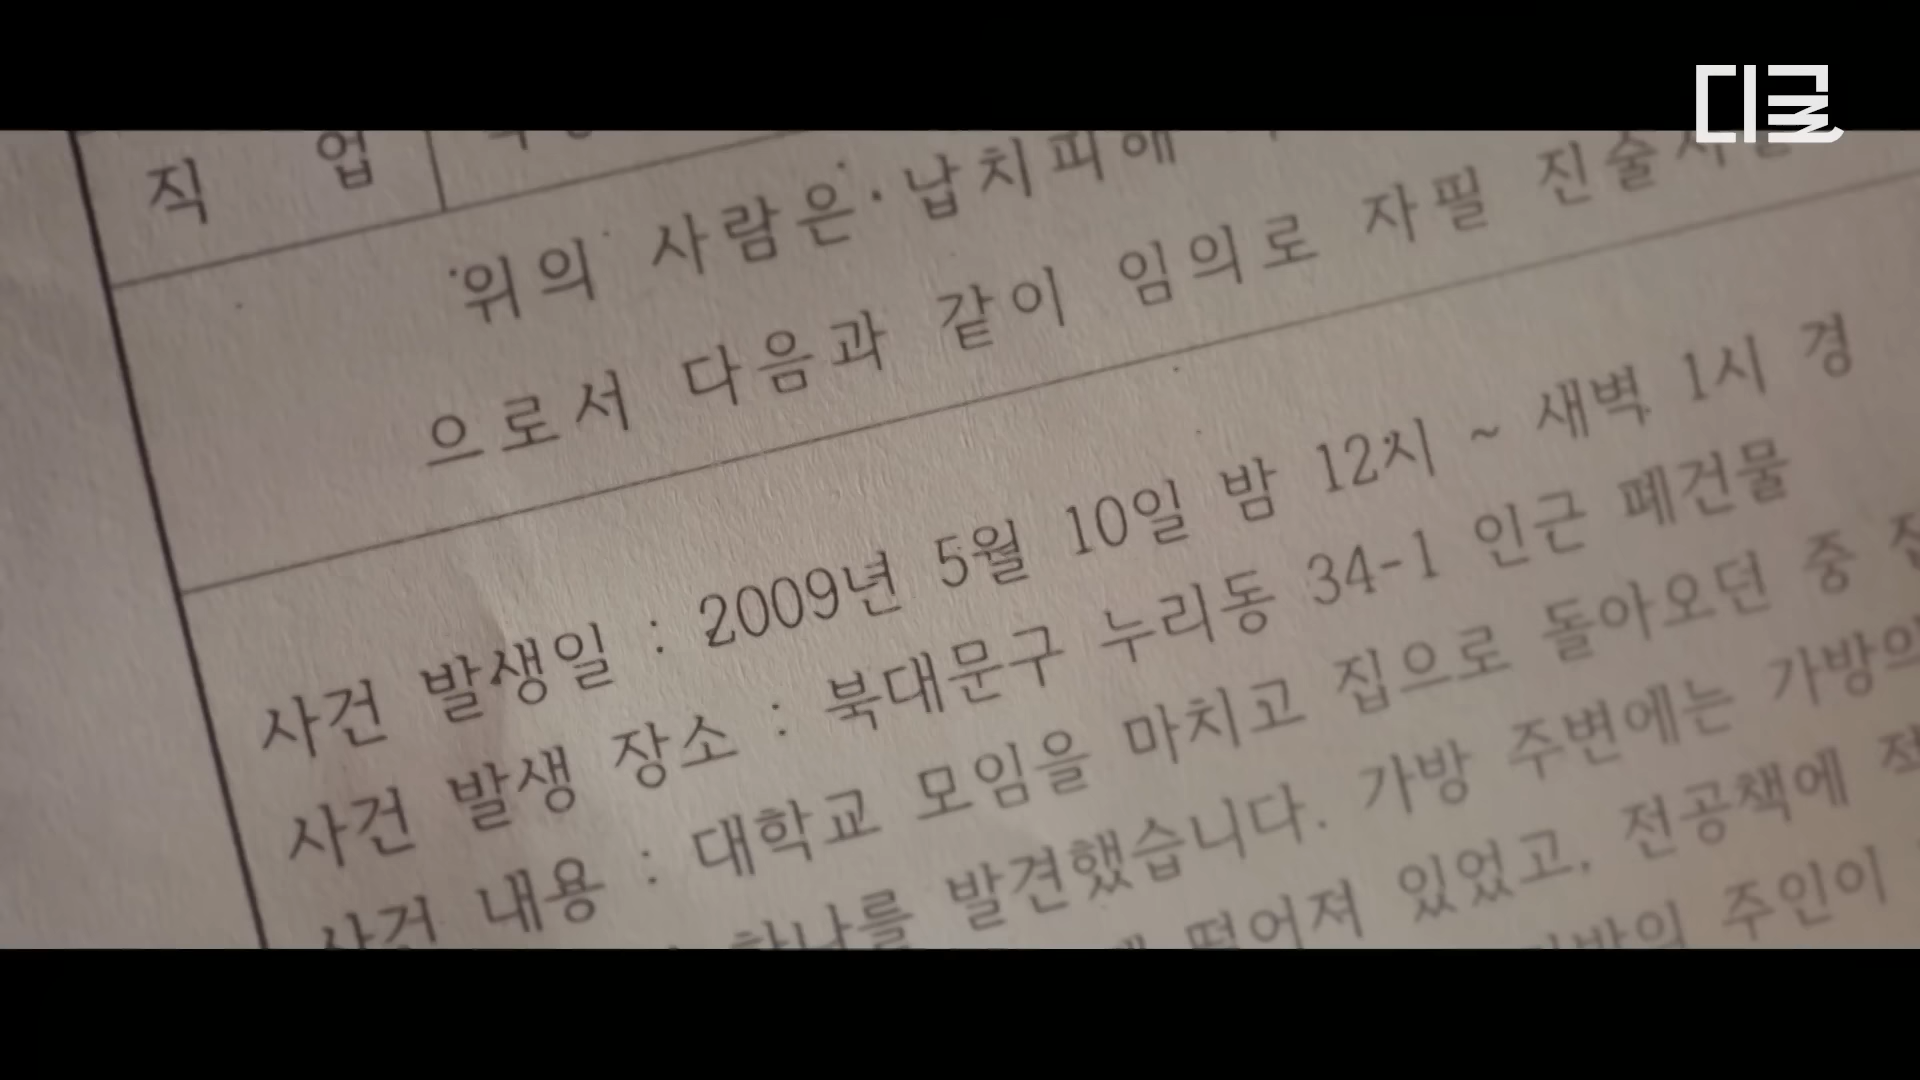 디글
직 업
위의 사람은 납치피해
으로서 다음과 같이 임의로 자필 진술
사건 발생일 : 2009년 5월 10일 밤 12시 ~ 새벽 1시 경
사건 발생 장소 : 북대문구 누리동 34-1 인근 폐건물
사건 내용 : 대학교 모임을 마치고 집으로 돌아오던 중
하나를 발견했습니다. 가방 주변에는 가방의
떨어져 있었고, 전공책에
가방의 주인이